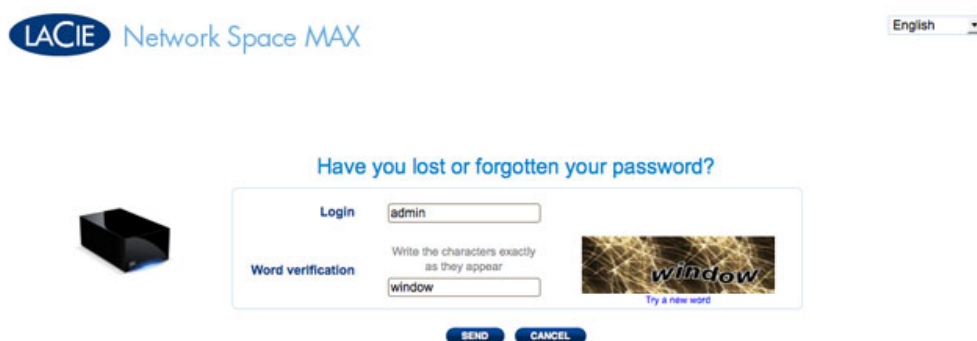 LACIE Network Space MAX
English
Have you lost or forgotten your password?
Login
admin
Write the characters exactly
as they appear
Word verification
window
window
Try a new word
SEND CANCEL